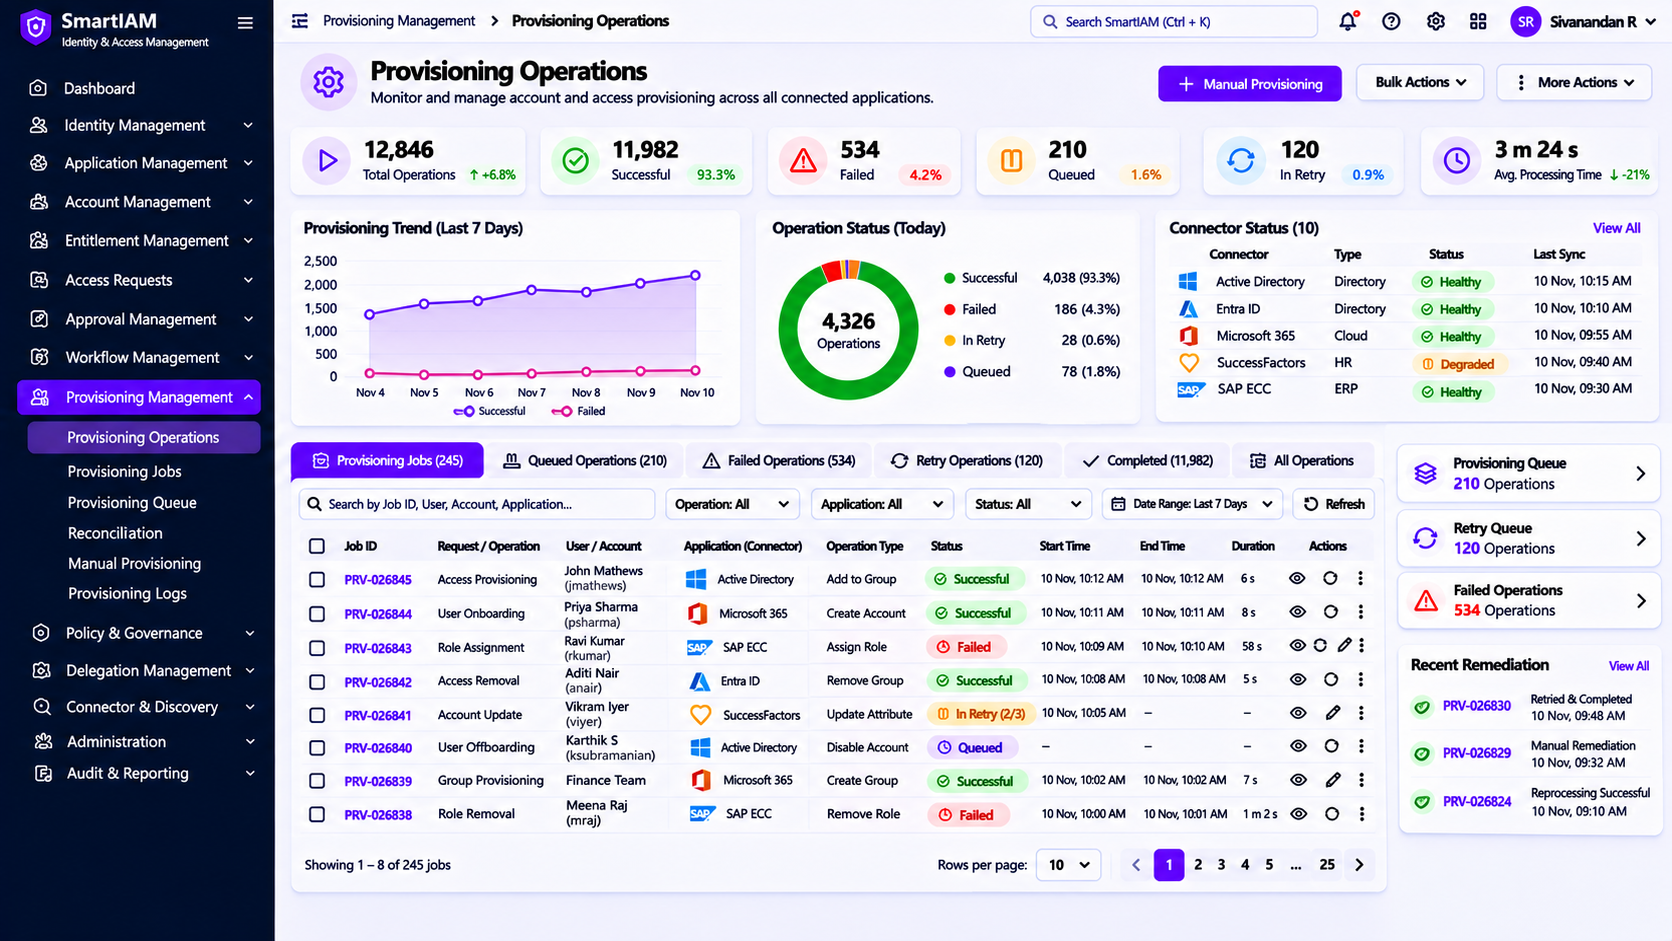 SmartIAM
Identity & Access Management
Dashboard
Identity Management
Application Management
Account Management
Entitlement Management
Access Requests
Approval Management
Workflow Management
Provisioning Management
Provisioning Operations
Provisioning Jobs
Provisioning Queue
Reconciliation
Manual Provisioning
Provisioning Logs
Policy & Governance
Delegation Management
Connector & Discovery
Administration
Audit & Reporting
Provisioning Management > Provisioning Operations
Search SmartIAM (Ctrl + K)
SR Sivanandan R
Provisioning Operations
Monitor and manage account and access provisioning across all connected applications.
+ Manual Provisioning
Bulk Actions
More Actions
12,846
Total Operations ↑ +6.8%
11,982
Successful 93.3%
534
Failed 4.2%
210
Queued 1.6%
120
In Retry 0.9%
3 m 24 s
Avg. Processing Time ↓ -21%
Provisioning Trend (Last 7 Days)
2,500
2,000
1,500
1,000
500
0
Nov 4 Nov 5 Nov 6 Nov 7 Nov 8 Nov 9 Nov 10
Successful Failed
Operation Status (Today)
4,326
Operations
Successful 4,038 (93.3%)
Failed 186 (4.3%)
In Retry 28 (0.6%)
Queued 78 (1.8%)
Connector Status (10) View All
Connector Type Status Last Sync
Active Directory Directory Healthy 10 Nov, 10:15 AM
Entra ID Directory Healthy 10 Nov, 10:10 AM
Microsoft 365 Cloud Healthy 10 Nov, 09:55 AM
SuccessFactors HR Degraded 10 Nov, 09:40 AM
SAP SAP ECC ERP Healthy 10 Nov, 09:30 AM
Provisioning Jobs (245) Queued Operations (210) Failed Operations (534) Retry Operations (120) Completed (11,982) All Operations
Search by Job ID, User, Account, Application... Operation: All Application: All Status: All Date Range: Last 7 Days Refresh
Job ID Request / Operation User / Account Application (Connector) Operation Type Status Start Time End Time Duration Actions
PRV-026845 Access Provisioning John Mathews (jmathews) Active Directory Add to Group Successful 10 Nov, 10:12 AM 10 Nov, 10:12 AM 6 s
PRV-026844 User Onboarding Priya Sharma (psharma) Microsoft 365 Create Account Successful 10 Nov, 10:11 AM 10 Nov, 10:11 AM 8 s
PRV-026843 Role Assignment Ravi Kumar (rkumar) SAP SAP ECC Assign Role Failed 10 Nov, 10:09 AM 10 Nov, 10:10 AM 58 s
PRV-026842 Access Removal Aditi Nair (anair) Entra ID Remove Group Successful 10 Nov, 10:08 AM 10 Nov, 10:08 AM 5 s
PRV-026841 Account Update Vikram Iyer (viyer) SuccessFactors Update Attribute In Retry (2/3) 10 Nov, 10:05 AM – –
PRV-026840 User Offboarding Karthik S (ksubramanian) Active Directory Disable Account Queued – – –
PRV-026839 Group Provisioning Finance Team Microsoft 365 Create Group Successful 10 Nov, 10:02 AM 10 Nov, 10:02 AM 7 s
PRV-026838 Role Removal Meena Raj (mraj) SAP SAP ECC Remove Role Failed 10 Nov, 10:00 AM 10 Nov, 10:01 AM 1 m 2 s
Showing 1 – 8 of 245 jobs
Rows per page: 10 < 1 2 3 4 5 ... 25 >
Provisioning Queue
210 Operations
Retry Queue
120 Operations
Failed Operations
534 Operations
Recent Remediation View All
PRV-026830 Retried & Completed
10 Nov, 09:48 AM
PRV-026829 Manual Remediation
10 Nov, 09:32 AM
PRV-026824 Reprocessing Successful
10 Nov, 09:10 AM